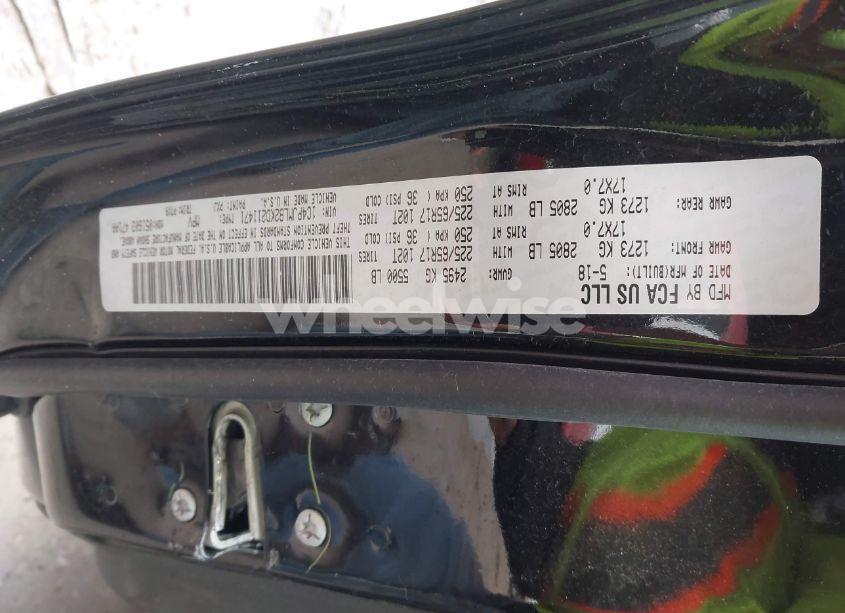 MFD BY FCA US LLC
DATE OF MFR(BUILT): 5-18
GVWR: 2495 KG 5500 LB
GAWR FRONT: 1273 KG 2805 LB WITH 225/65R17 102T TIRES
17X7.0 RIMS AT 250 KPA ( 36 PSI) COLD
GAWR REAR: 1273 KG 2805 LB WITH 225/65R17 102T TIRES
17X7.0 RIMS AT 250 KPA ( 36 PSI) COLD
THIS VEHICLE CONFORMS TO ALL APPLICABLE U.S.A. FEDERAL MOTOR VEHICLE SAFETY AND
THEFT PREVENTION STANDARDS IN EFFECT ON THE DATE OF MANUFACTURE SHOWN ABOVE.
TYPE: MPV
VEHICLE MADE IN U.S.A.
wheelwise